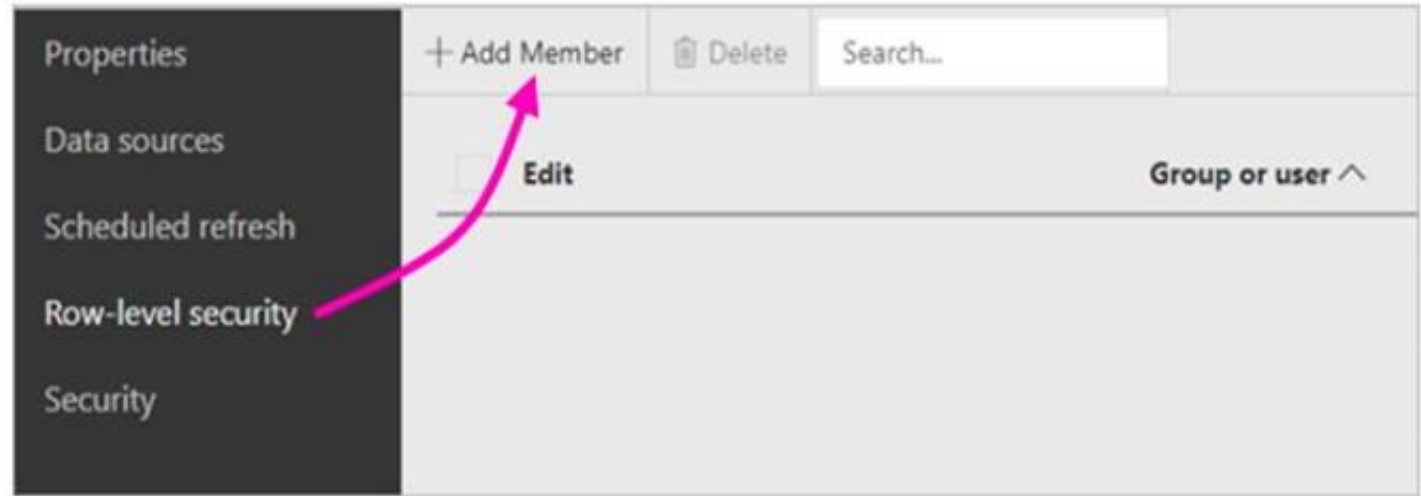 Properties
Data sources
Scheduled refresh
Row-level security
Security
+ Add Member Delete Search...
Edit Group or user